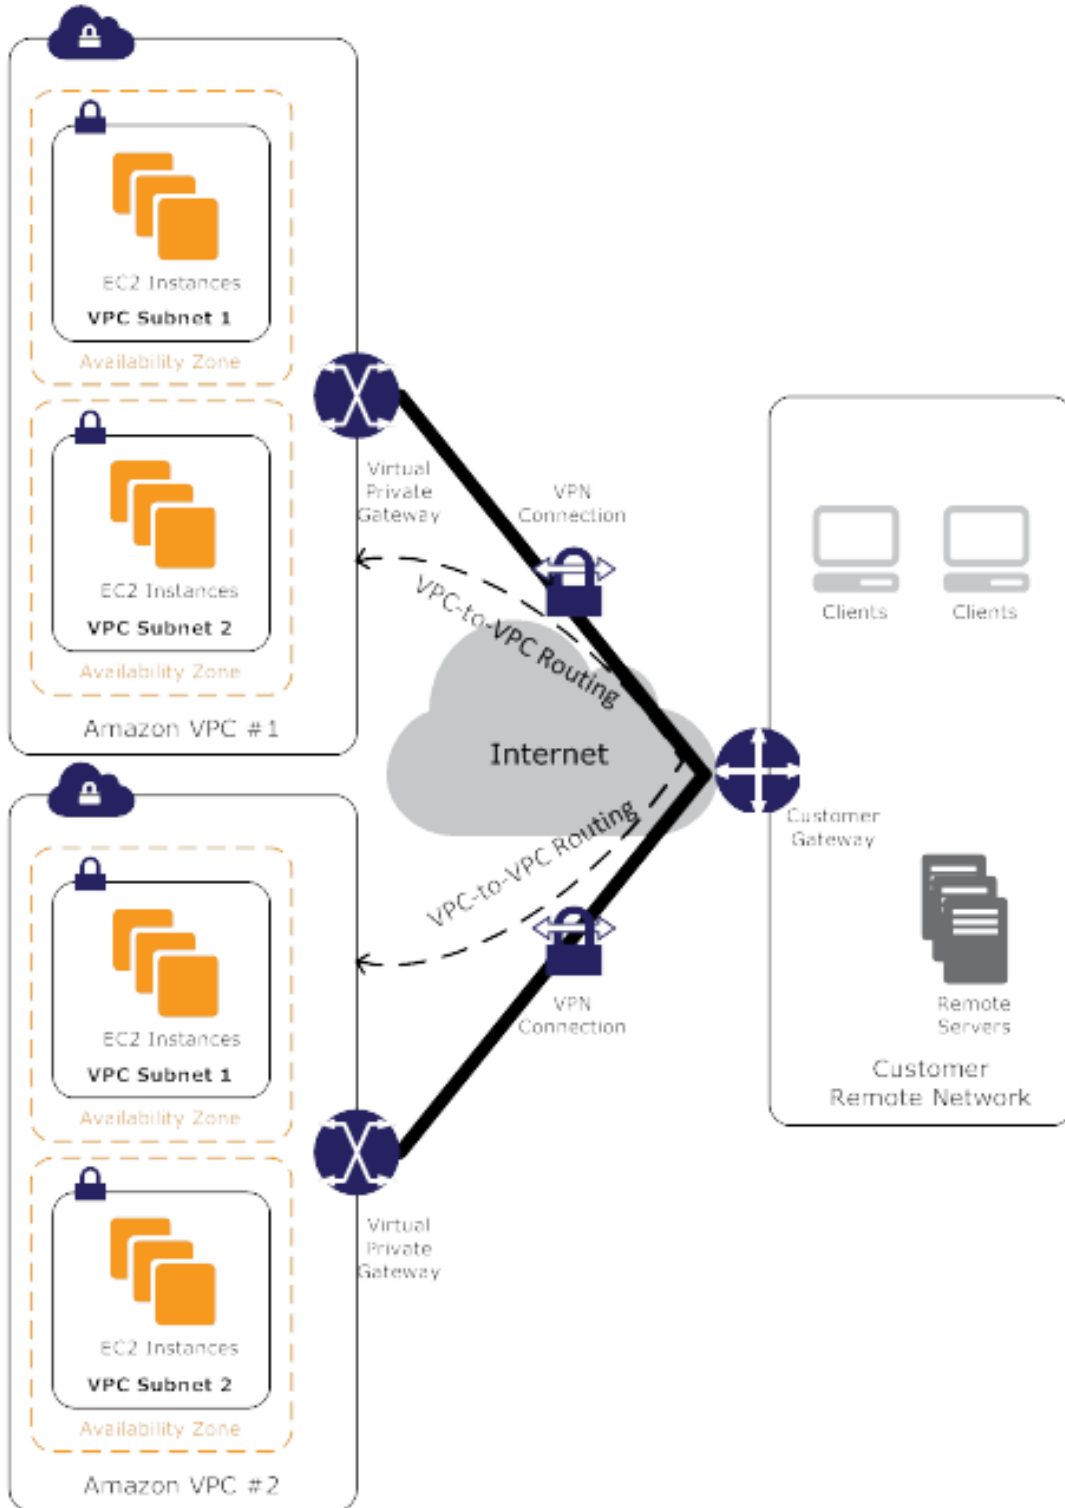 EC2 Instances
VPC Subnet 1
Availability Zone
EC2 Instances
VPC Subnet 2
Availability Zone
Amazon VPC #1
Virtual
Private
Gateway
VPN
Connection
VPC-to-VPC Routing
Internet
VPC-to-VPC Routing
VPN
Connection
Clients
Clients
Customer
Gateway
Remote
Servers
Customer
Remote Network
EC2 Instances
VPC Subnet 1
Availability Zone
Virtual
Private
Gateway
EC2 Instances
VPC Subnet 2
Availability Zone
Amazon VPC #2